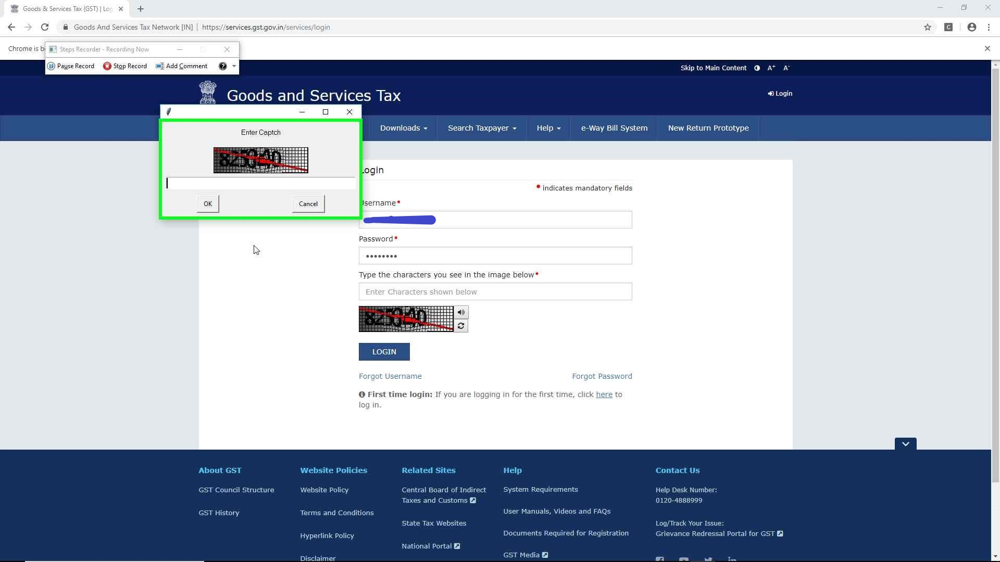 Goods & Services Tax (GST) | Log
Goods And Services Tax Network [IN] | https://services.gst.gov.in/services/login
C
Chrome is b
Steps Recorder - Recording Now
Pause Record
Stop Record
Add Comment
Skip to Main Content
A+
A-
Goods and Services Tax
Login
Downloads
Search Taxpayer
Help
e-Way Bill System
New Return Prototype
Enter Captch
OK
Cancel
Login
• indicates mandatory fields
sername•
Password•
••••••••
Type the characters you see in the image below•
Enter Characters shown below
LOGIN
Forgot Username
Forgot Password
First time login: If you are logging in for the first time, click here to
log in.
About GST
GST Council Structure
GST History
Website Policies
Website Policy
Terms and Conditions
Hyperlink Policy
Disclaimer
Related Sites
Central Board of Indirect
Taxes and Customs
State Tax Websites
National Portal
Help
System Requirements
User Manuals, Videos and FAQs
Documents Required for Registration
GST Media
Contact Us
Help Desk Number:
0120-4888999
Log/Track Your Issue:
Grievance Redressal Portal for GST